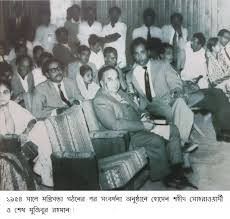 ১৯৫৪ সালে মন্ত্রিসভা গঠনের পর সংবর্ধনা অনুষ্ঠানে হোসেন শহীদ সোহরাওয়ার্দী
ও শেখ মুজিবুর রহমান।